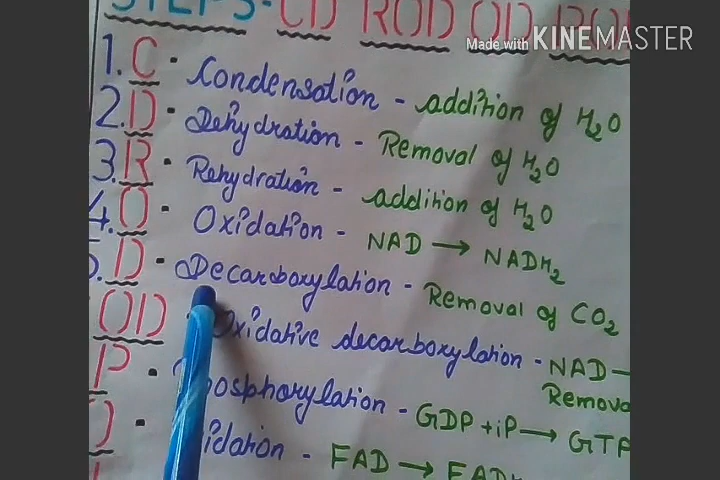 STEPS- CD ROD OD
Made with KINEMASTER
1. C · Condensation - addition of H2O
2. D · Dehydration - Removal of H2O
3. R · Rehydration - addition of H2O
4. O - Oxidation - NAD → NADH2
5. D · Decarboxylation - Removal of CO2
OD Oxidative decarboxylation - NAD
Remova
P · osphorylation - GDP + iP → GTP
· idation - FAD → FADH